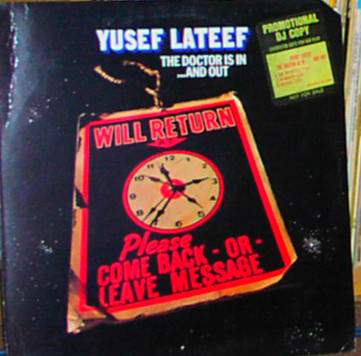 YUSEF LATEEF
THE DOCTOR IS IN
...AND OUT
PROMOTIONAL
DJ COPY
NOT FOR SALE
WILL RETURN
Please
COME BACK - OR -
LEAVE MESSAGE